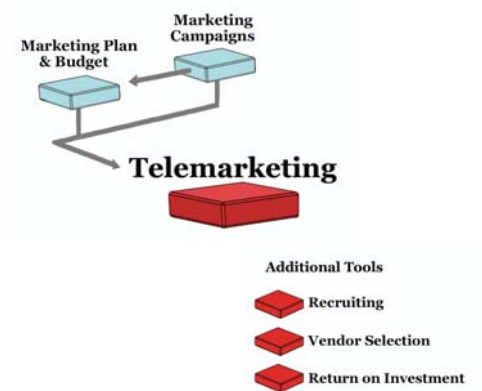 Marketing
Campaigns
Marketing Plan
& Budget
Telemarketing
Additional Tools
Recruiting
Vendor Selection
Return on Investment